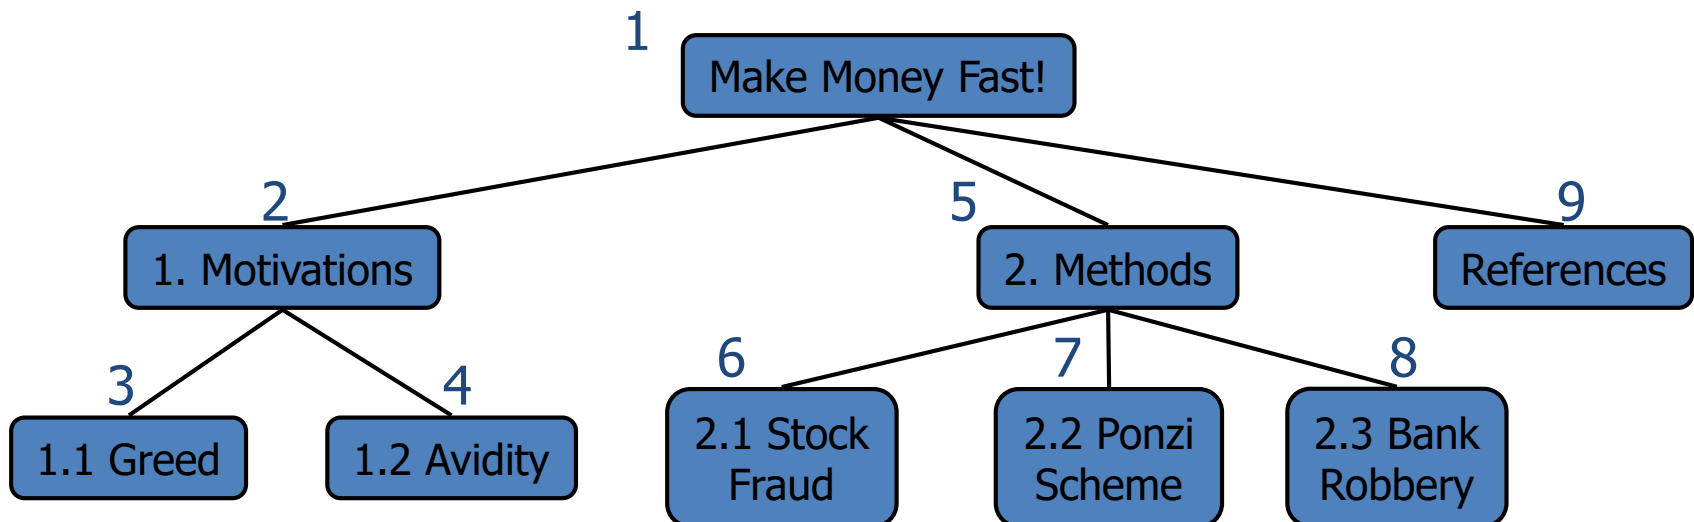 1
Make Money Fast!
2
5
9
1. Motivations
2. Methods
References
3
4
6
7
8
1.1 Greed
1.2 Avidity
2.1 Stock
Fraud
2.2 Ponzi
Scheme
2.3 Bank
Robbery